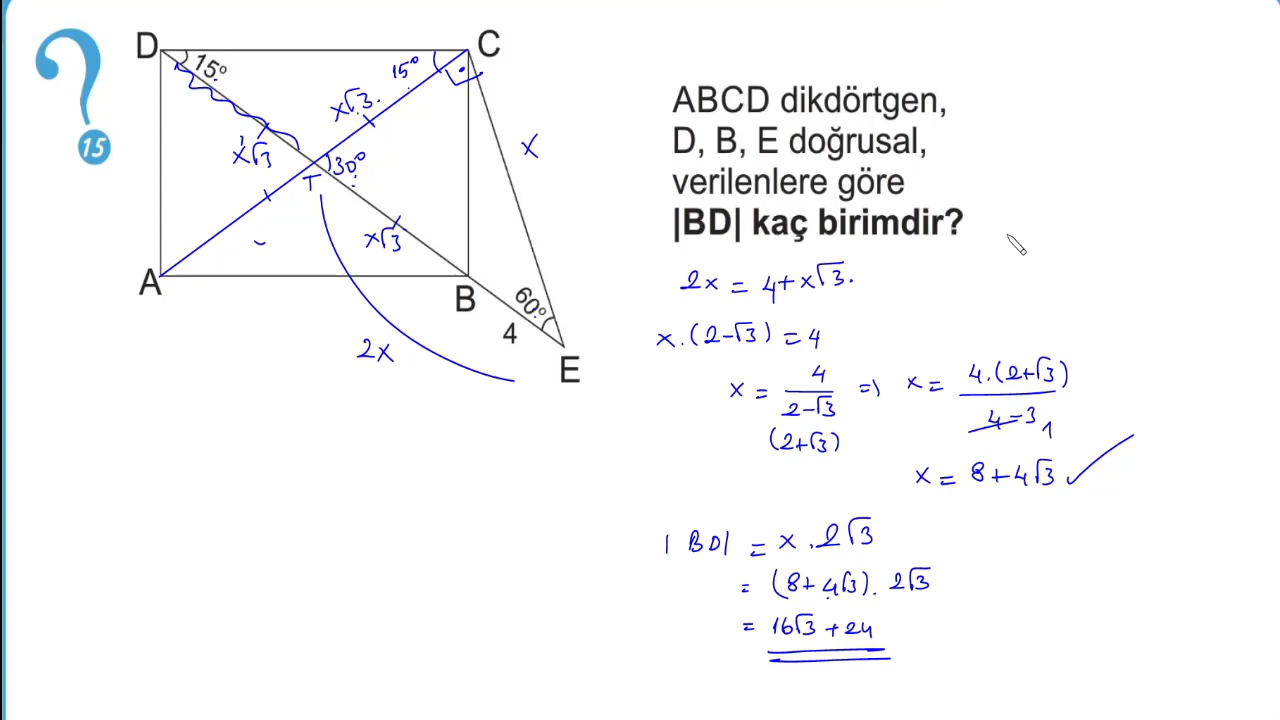 15
D
15°
15°
C
x√3.
x√3
T
30°
x
x√3
A
B
60°
4
E
2x
ABCD dikdörtgen,
D, B, E doğrusal,
verilenlere göre
|BD| kaç birimdir?
2x = 4+x√3.
x.(2-√3) = 4
x = 4/(2-√3) => x = 4.(2+√3)/(4-3) 1
(2+√3)
x = 8+4√3 ✓
|BD| = x.2√3
= (8+4√3).2√3
= 16√3+24